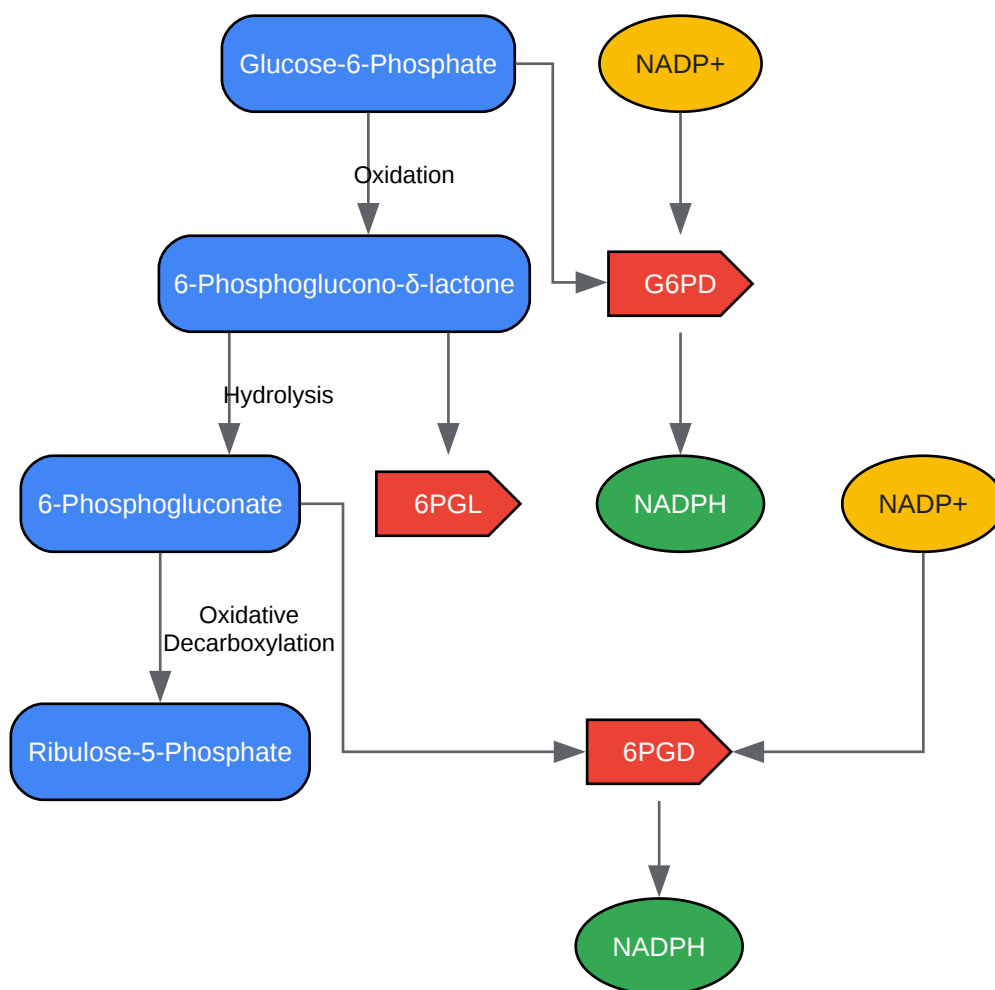 Glucose-6-Phosphate
NADP+
Oxidation
6-Phosphoglucono-δ-lactone
G6PD
Hydrolysis
6-Phosphogluconate
6PGL
NADPH
NADP+
Oxidative
Decarboxylation
Ribulose-5-Phosphate
6PGD
NADPH